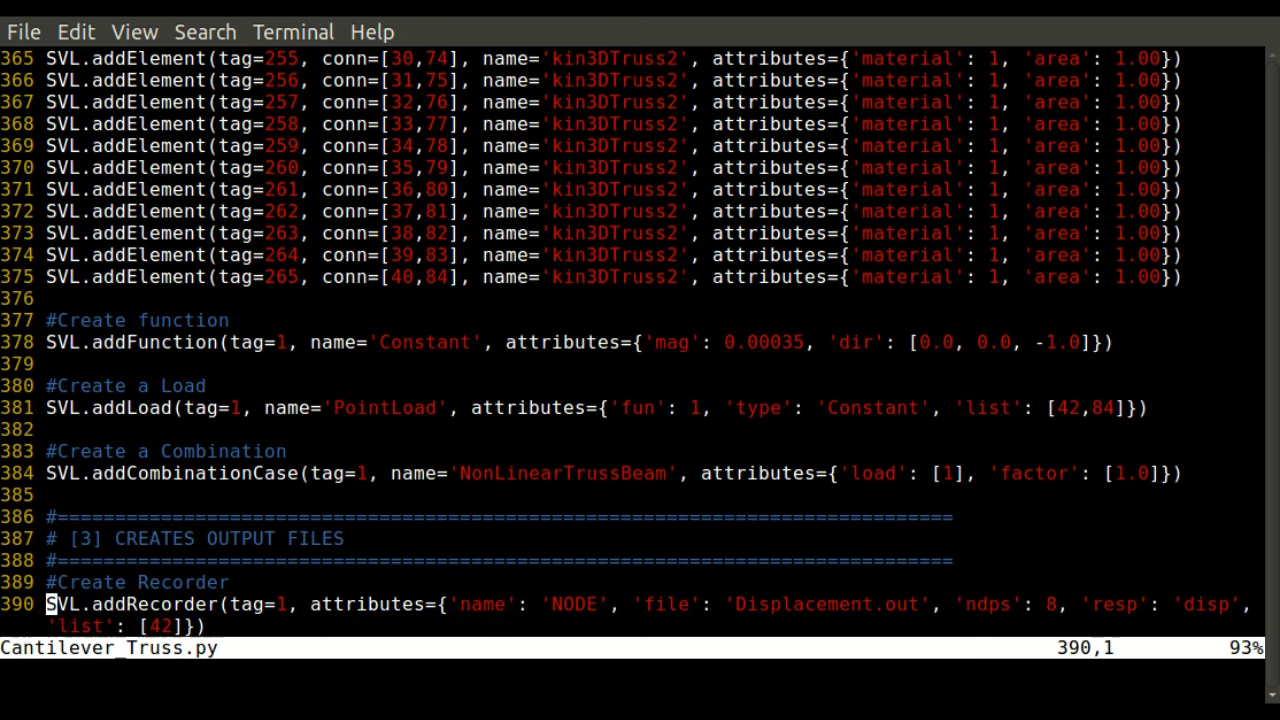 File Edit View Search Terminal Help
365 SVL.addElement(tag=255, conn=[30,74], name='kin3DTruss2', attributes={'material': 1, 'area': 1.00})
366 SVL.addElement(tag=256, conn=[31,75], name='kin3DTruss2', attributes={'material': 1, 'area': 1.00})
367 SVL.addElement(tag=257, conn=[32,76], name='kin3DTruss2', attributes={'material': 1, 'area': 1.00})
368 SVL.addElement(tag=258, conn=[33,77], name='kin3DTruss2', attributes={'material': 1, 'area': 1.00})
369 SVL.addElement(tag=259, conn=[34,78], name='kin3DTruss2', attributes={'material': 1, 'area': 1.00})
370 SVL.addElement(tag=260, conn=[35,79], name='kin3DTruss2', attributes={'material': 1, 'area': 1.00})
371 SVL.addElement(tag=261, conn=[36,80], name='kin3DTruss2', attributes={'material': 1, 'area': 1.00})
372 SVL.addElement(tag=262, conn=[37,81], name='kin3DTruss2', attributes={'material': 1, 'area': 1.00})
373 SVL.addElement(tag=263, conn=[38,82], name='kin3DTruss2', attributes={'material': 1, 'area': 1.00})
374 SVL.addElement(tag=264, conn=[39,83], name='kin3DTruss2', attributes={'material': 1, 'area': 1.00})
375 SVL.addElement(tag=265, conn=[40,84], name='kin3DTruss2', attributes={'material': 1, 'area': 1.00})
376
377 #Create function
378 SVL.addFunction(tag=1, name='Constant', attributes={'mag': 0.00035, 'dir': [0.0, 0.0, -1.0]})
379
380 #Create a Load
381 SVL.addLoad(tag=1, name='PointLoad', attributes={'fun': 1, 'type': 'Constant', 'list': [42,84]})
382
383 #Create a Combination
384 SVL.addCombinationCase(tag=1, name='NonLinearTrussBeam', attributes={'load': [1], 'factor': [1.0]})
385
386 #==============================================================================
387 # [3] CREATES OUTPUT FILES
388 #==============================================================================
389 #Create Recorder
390 SVL.addRecorder(tag=1, attributes={'name': 'NODE', 'file': 'Displacement.out', 'ndps': 8, 'resp': 'disp',
'list': [42]})
Cantilever_Truss.py 390,1 93%